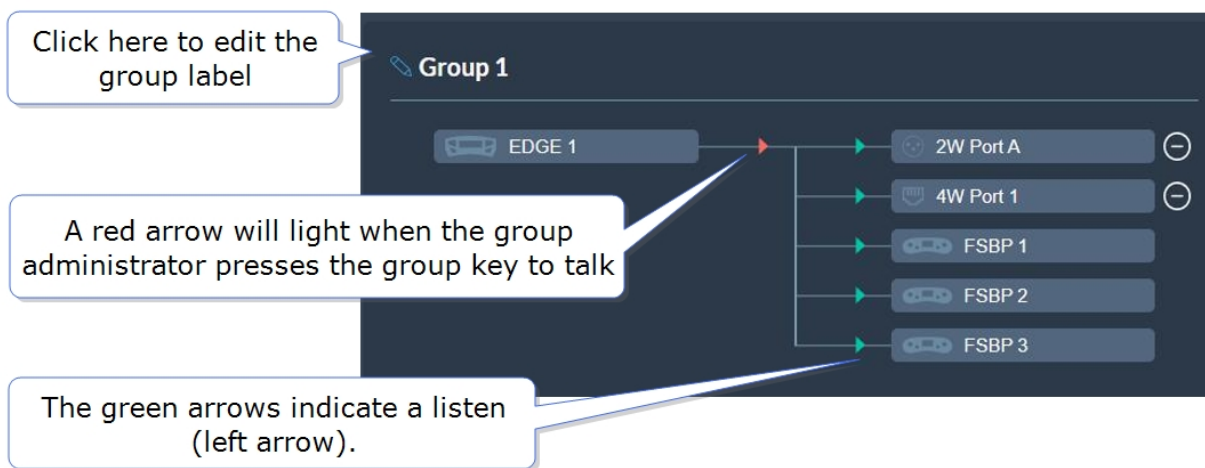 Click here to edit the
group label
Group 1
EDGE 1
2W Port A
4W Port 1
A red arrow will light when the group
administrator presses the group key to talk
FSBP 1
FSBP 2
FSBP 3
The green arrows indicate a listen
(left arrow).